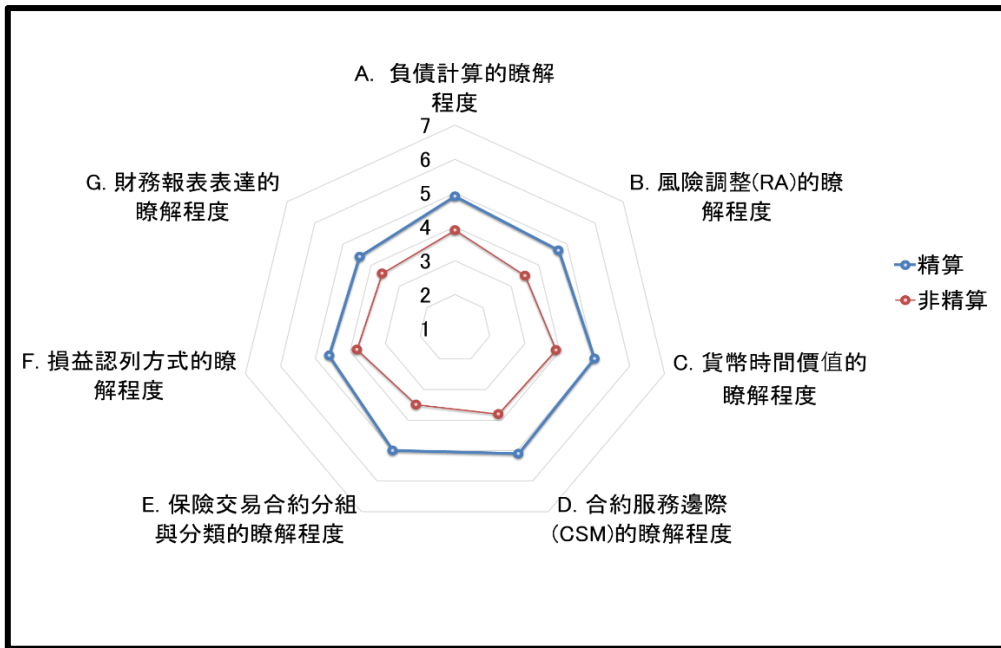 A. 負債計算的瞭解
程度
7
6
5
4
3
2
1
B. 風險調整(RA)的瞭
解程度
C. 貨幣時間價值的
瞭解程度
D. 合約服務邊際
(CSM)的瞭解程度
E. 保險交易合約分組
與分類的瞭解程度
F. 損益認列方式的瞭
解程度
G. 財務報表表達的
瞭解程度
精算
非精算